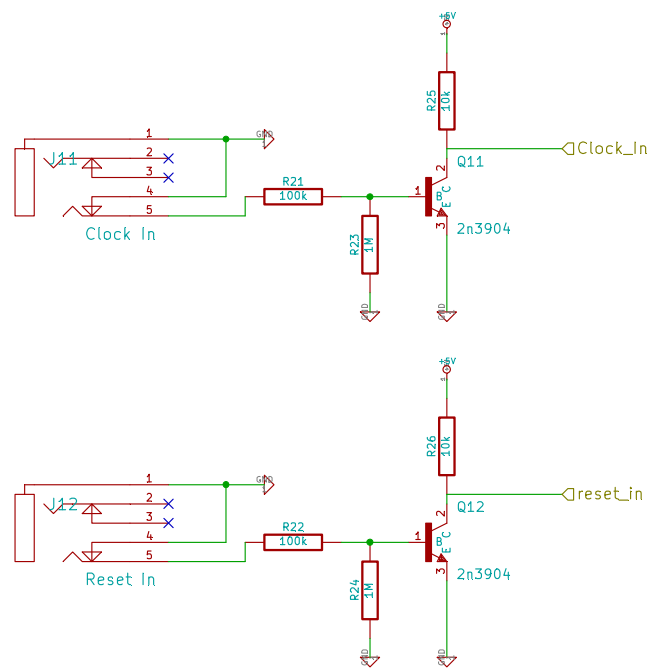 +5V
1
R25
10k
Clock_In
2
Q11
1
B
C
E
3
2n3904
1
GND
J11
2
3
4
5
Clock In
R21
100k
R23
1M
GND
GND
+5V
1
R26
10k
reset_in
2
Q12
1
B
C
E
3
2n3904
1
GND
J12
2
3
4
5
Reset In
R22
100k
R24
1M
GND
GND